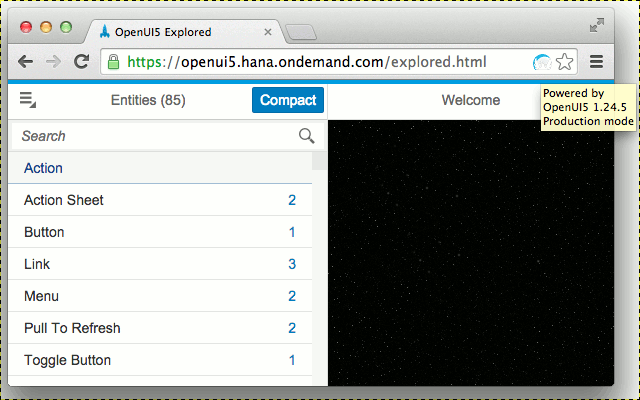 OpenUI5 Explored
https://openui5.hana.ondemand.com/explored.html
Entities (85)
Compact
Welcome
Powered by
OpenUI5 1.24.5
Production mode
Search
Action
Action Sheet 2
Button 1
Link 3
Menu 2
Pull To Refresh 2
Toggle Button 1